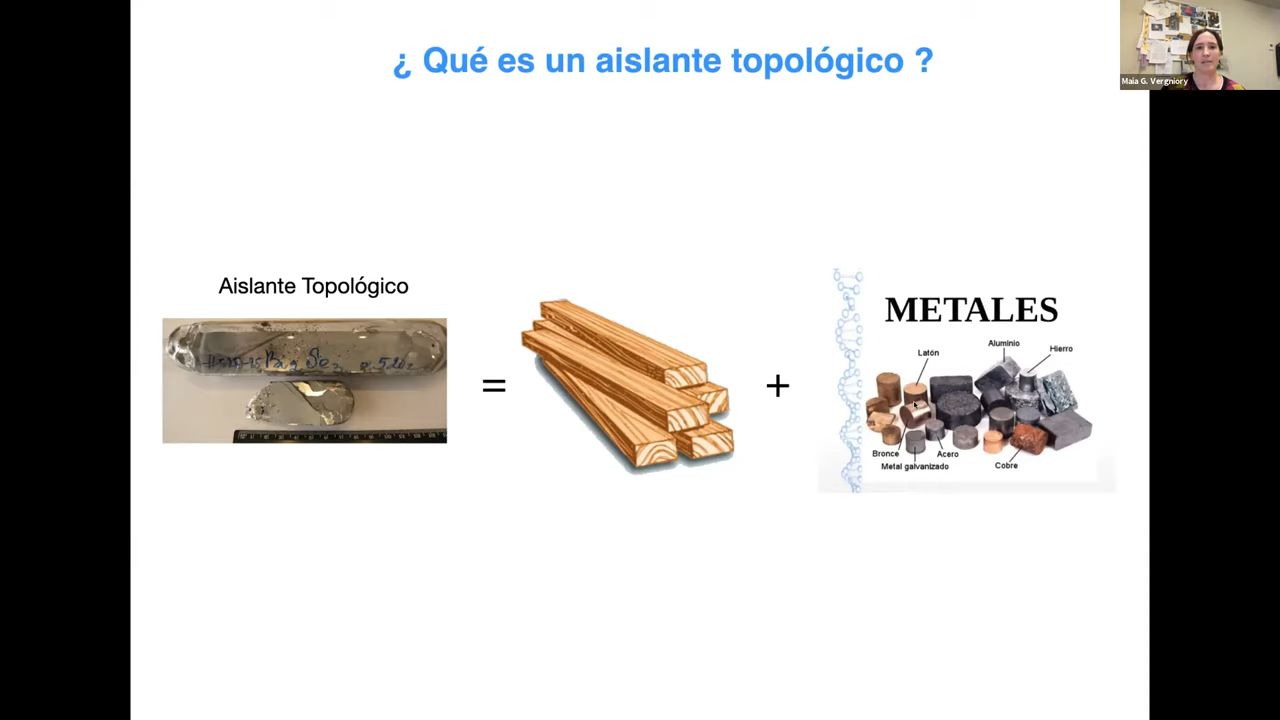 ¿ Qué es un aislante topológico ?
Maia G. Vergniory
Aislante Topológico
=
+
METALES
Latón
Aluminio
Hierro
Bronce
Acero
Metal galvanizado
Cobre